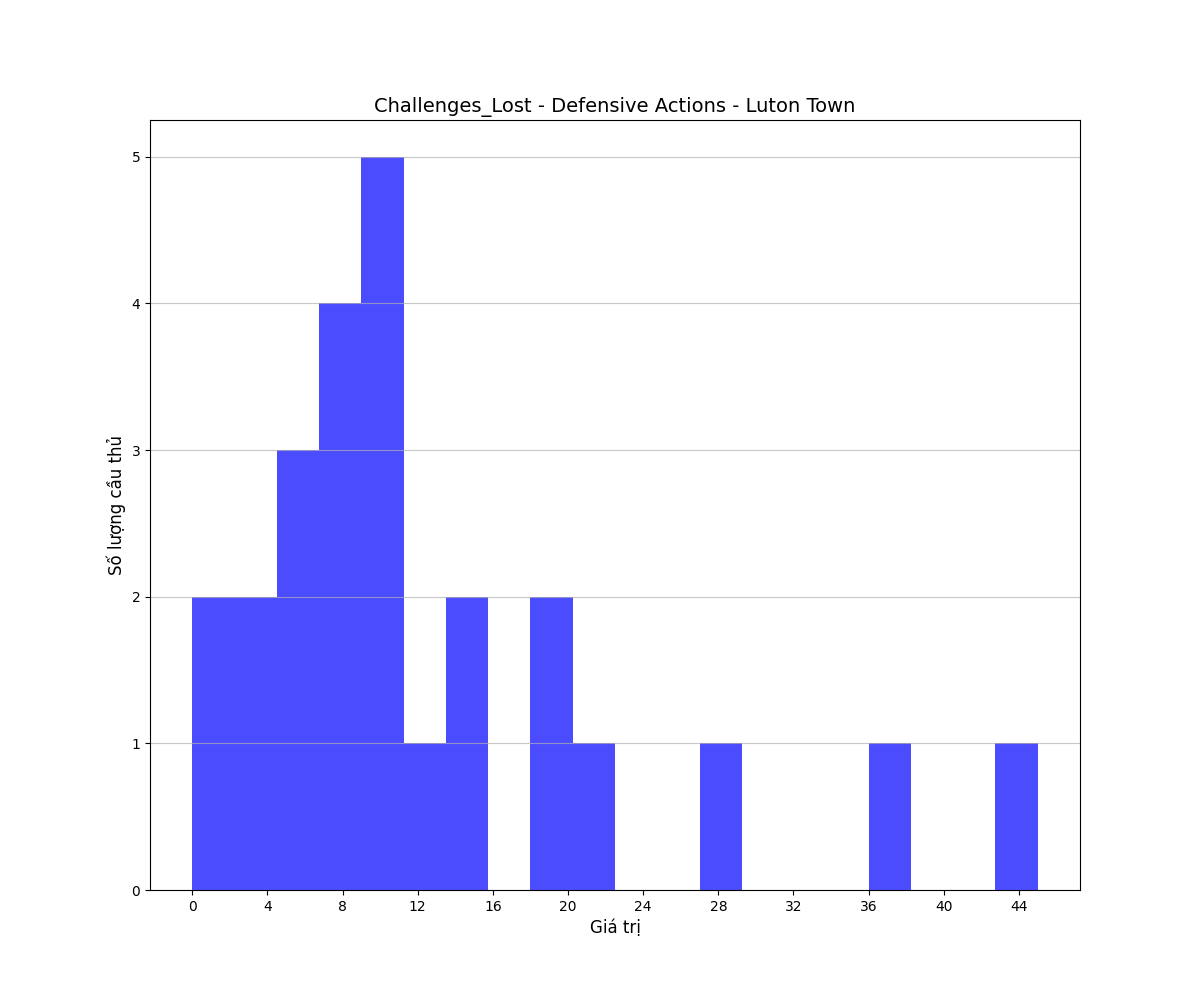 Challenges_Lost - Defensive Actions - Luton Town
5
4
3
2
1
0
Số lượng cầu thủ
0 4 8 12 16 20 24 28 32 36 40 44
Giá trị